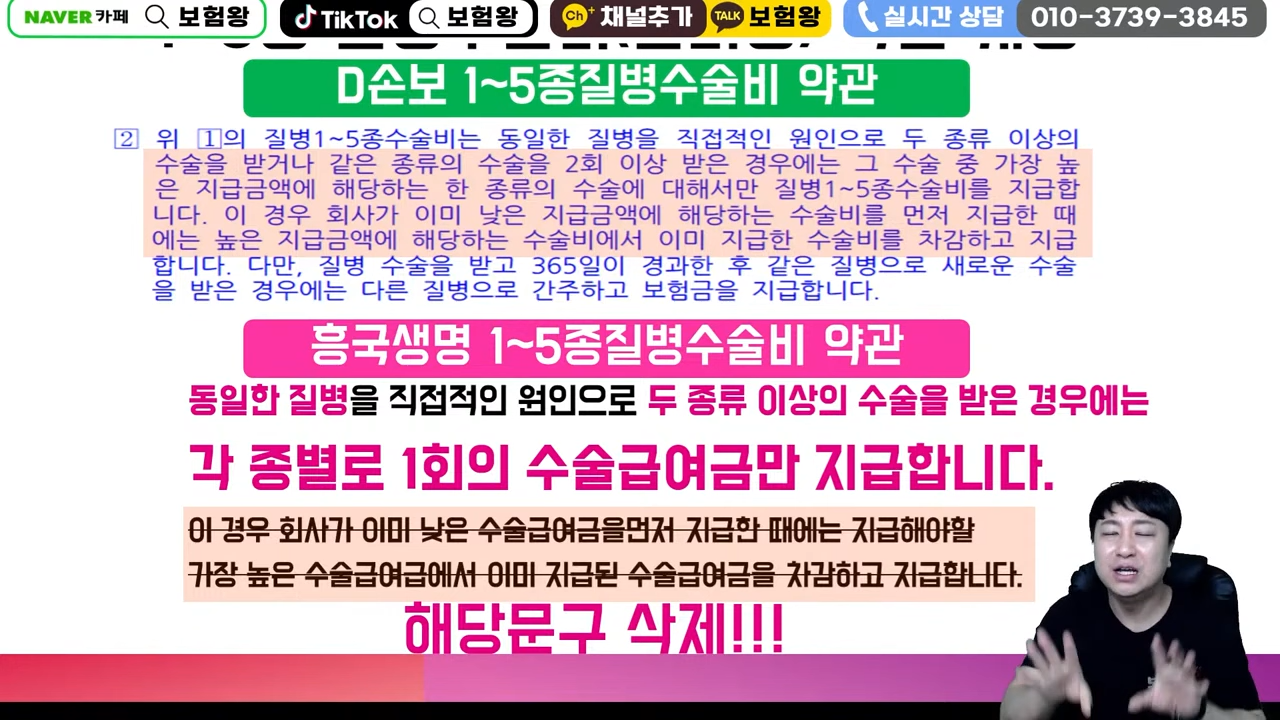 NAVER 카페 보험왕
TikTok 보험왕
Ch+ 채널추가 TALK 보험왕
실시간 상담 010-3739-3845
D손보 1~5종질병수술비 약관
② 위 ①의 질병1~5종수술비는 동일한 질병을 직접적인 원인으로 두 종류 이상의
수술을 받거나 같은 종류의 수술을 2회 이상 받은 경우에는 그 수술 중 가장 높
은 지급금액에 해당하는 한 종류의 수술에 대해서만 질병1~5종수술비를 지급합
니다. 이 경우 회사가 이미 낮은 지급금액에 해당하는 수술비를 먼저 지급한 때
에는 높은 지급금액에 해당하는 수술비에서 이미 지급한 수술비를 차감하고 지급
합니다. 다만, 질병 수술을 받고 365일이 경과한 후 같은 질병으로 새로운 수술
을 받은 경우에는 다른 질병으로 간주하고 보험금을 지급합니다.
흥국생명 1~5종질병수술비 약관
동일한 질병을 직접적인 원인으로 두 종류 이상의 수술을 받은 경우에는
각 종별로 1회의 수술급여금만 지급합니다.
이 경우 회사가 이미 낮은 수술급여금을먼저 지급한 때에는 지급해야할
가장 높은 수술급여급에서 이미 지급된 수술급여금을 차감하고 지급합니다.
해당문구 삭제!!!